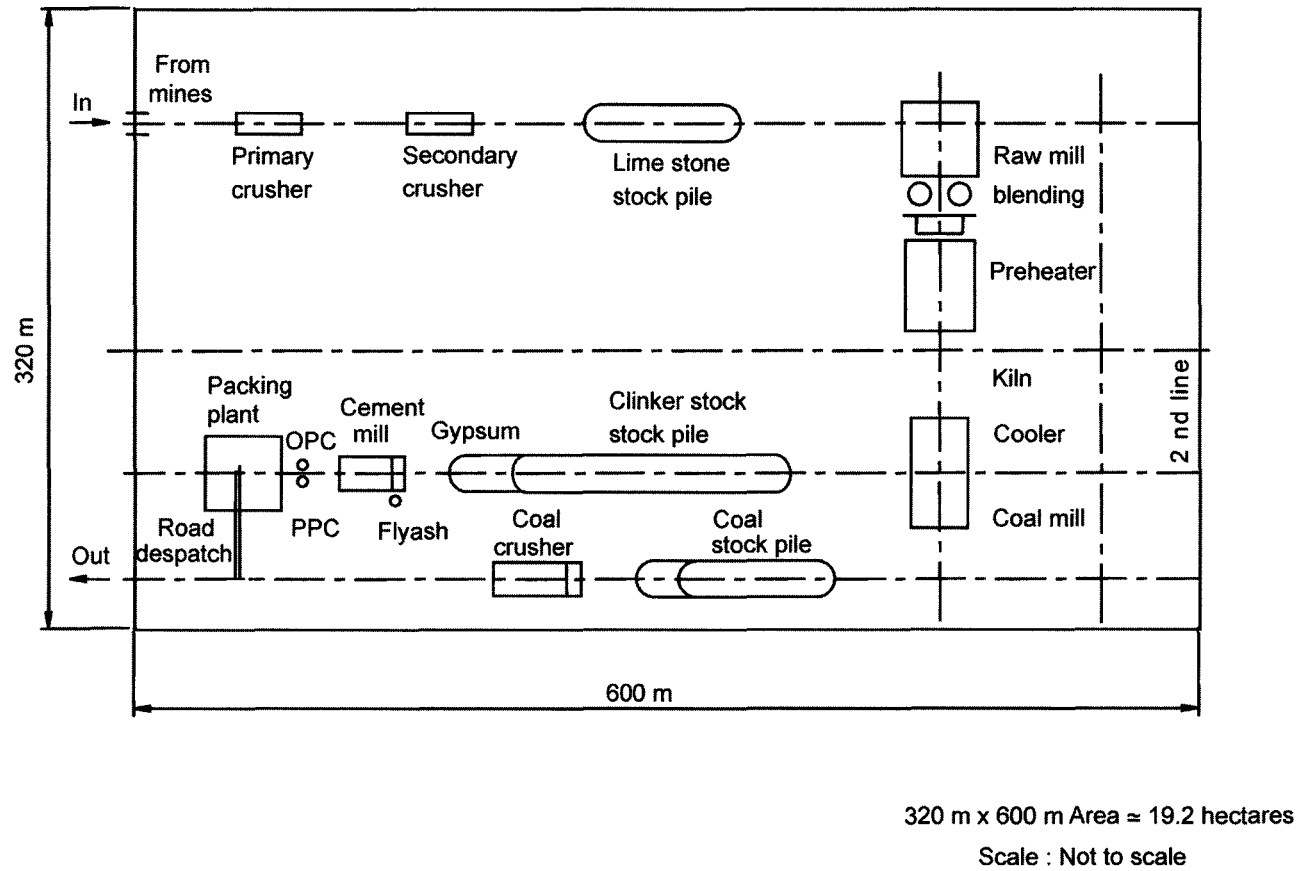 From
mines
In
Primary
crusher
Secondary
crusher
Lime stone
stock pile
Raw mill
blending
Preheater
320 m
Kiln
2 nd line
Packing
plant
OPC
Cement
mill
Gypsum
Clinker stock
stock pile
Cooler
Coal mill
Road
despatch
PPC
Flyash
Coal
crusher
Coal
stock pile
Out
600 m
320 m x 600 m Area ≃ 19.2 hectares
Scale : Not to scale